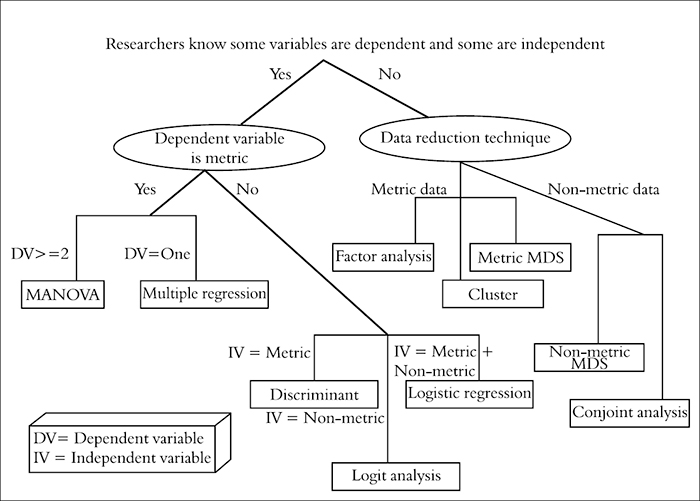 Researchers know some variables are dependent and some are independent
Yes
No
Dependent variable
is metric
Data reduction technique
Yes
No
Metric data
Non-metric data
DV>=2
DV=One
MANOVA
Multiple regression
Factor analysis
Metric MDS
Cluster
IV = Metric
IV = Metric +
Non-metric
Non-metric
MDS
Discriminant
Logistic regression
IV = Non-metric
Conjoint analysis
DV= Dependent variable
IV = Independent variable
Logit analysis